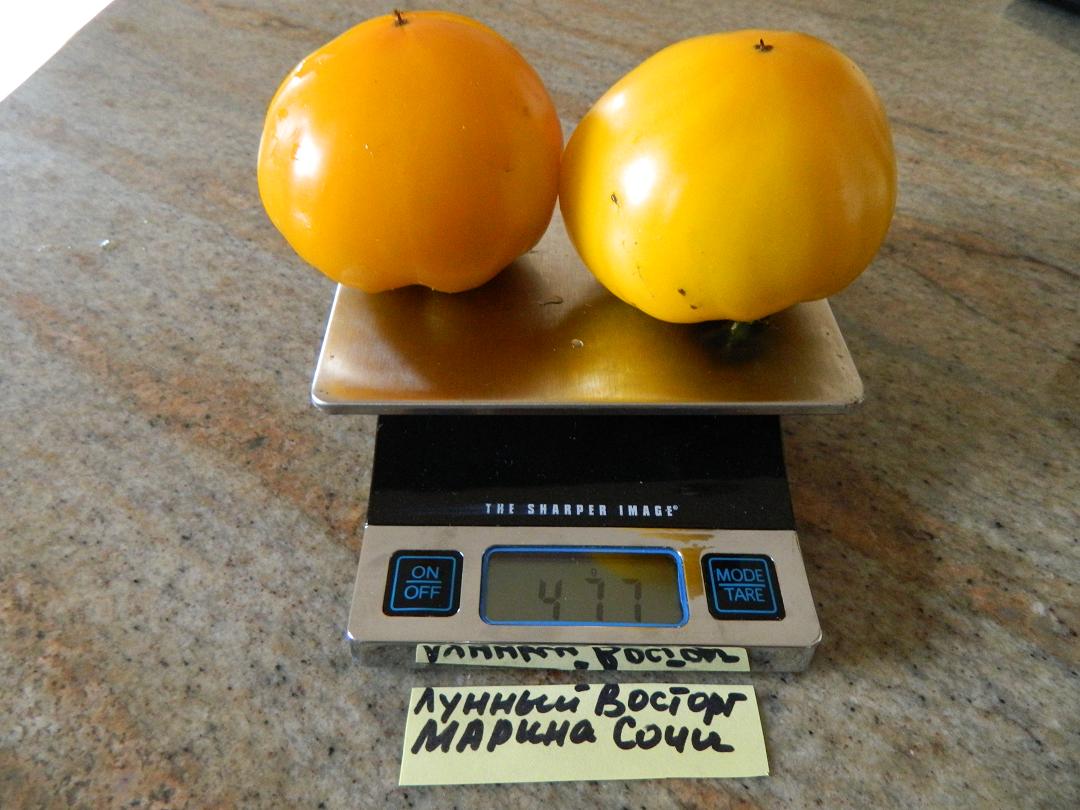 THE SHARPER IMAGE®
ON
OFF
477
MODE
TARE
Лунный Восторг
Марина Сочи